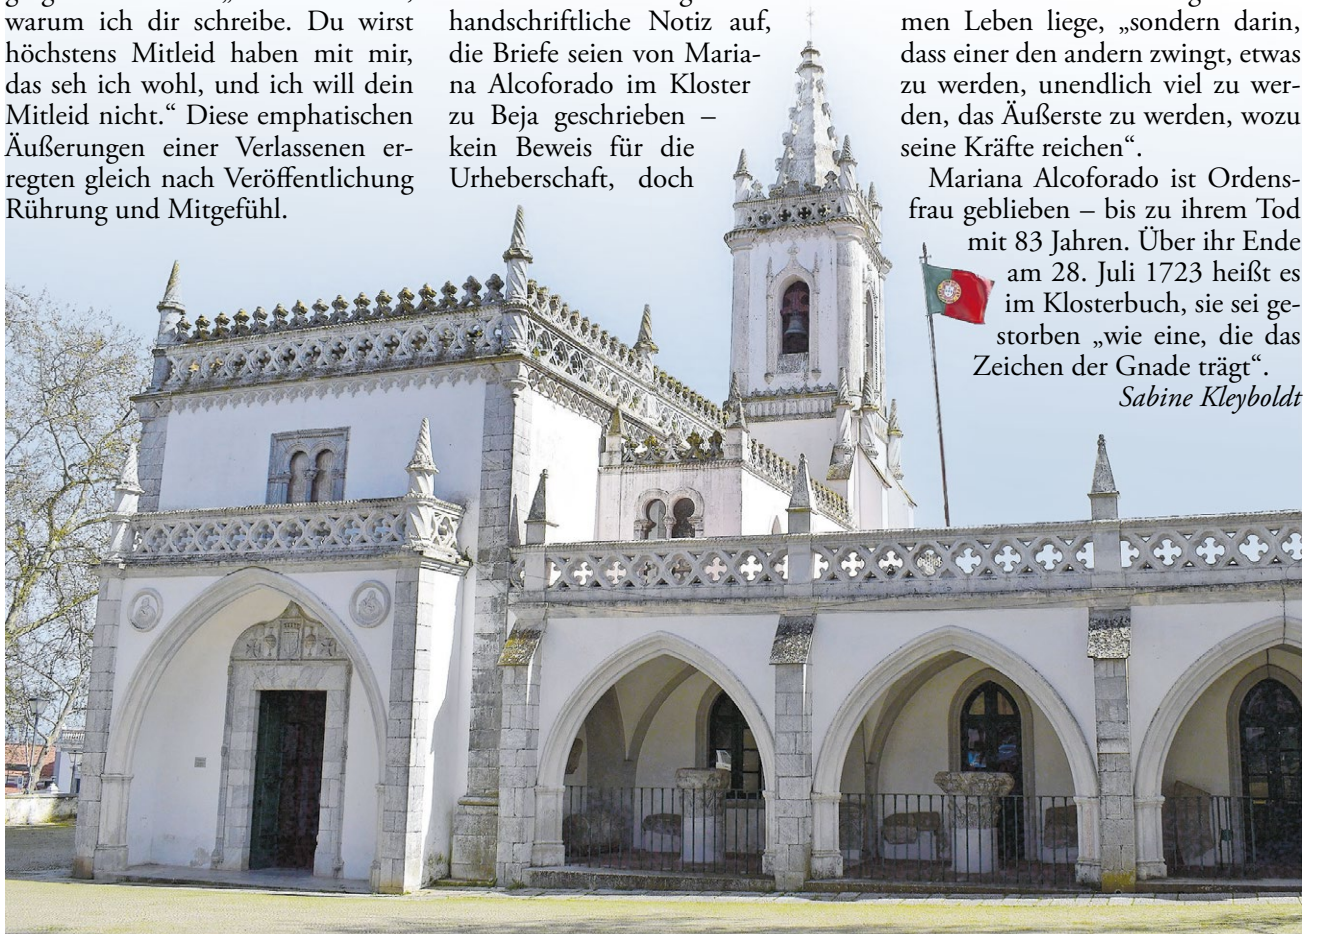 warum ich dir schreibe. Du wirst
höchstens Mitleid haben mit mir,
das seh ich wohl, und ich will dein
Mitleid nicht.“ Diese emphatischen
Äußerungen einer Verlassenen er-
regten gleich nach Veröffentlichung
Rührung und Mitgefühl.
handschriftliche Notiz auf,
die Briefe seien von Maria-
na Alcoforado im Kloster
zu Beja geschrieben –
kein Beweis für die
Urheberschaft, doch
men Leben liege, „sondern darin,
dass einer den andern zwingt, etwas
zu werden, unendlich viel zu wer-
den, das Äußerste zu werden, wozu
seine Kräfte reichen“.
Mariana Alcoforado ist Ordens-
frau geblieben – bis zu ihrem Tod
mit 83 Jahren. Über ihr Ende
am 28. Juli 1723 heißt es
im Klosterbuch, sie sei ge-
storben „wie eine, die das
Zeichen der Gnade trägt“.
Sabine Kleyboldt